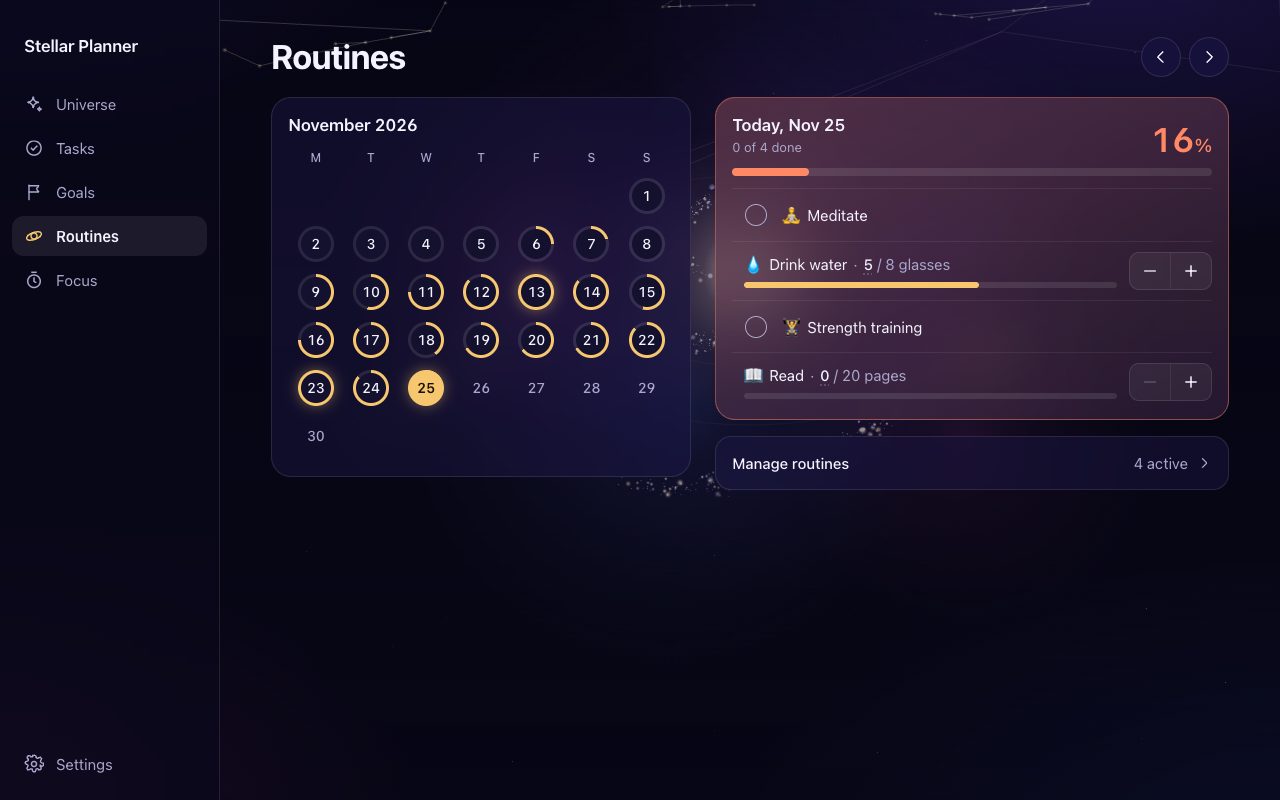 Stellar Planner
Universe
Tasks
Goals
Routines
Focus
Settings
Routines
November 2026
M T W T F S S
1
2 3 4 5 6 7 8
9 10 11 12 13 14 15
16 17 18 19 20 21 22
23 24 25 26 27 28 29
30
Today, Nov 25
0 of 4 done
16%
Meditate
Drink water · 5 / 8 glasses
Strength training
Read · 0 / 20 pages
Manage routines
4 active